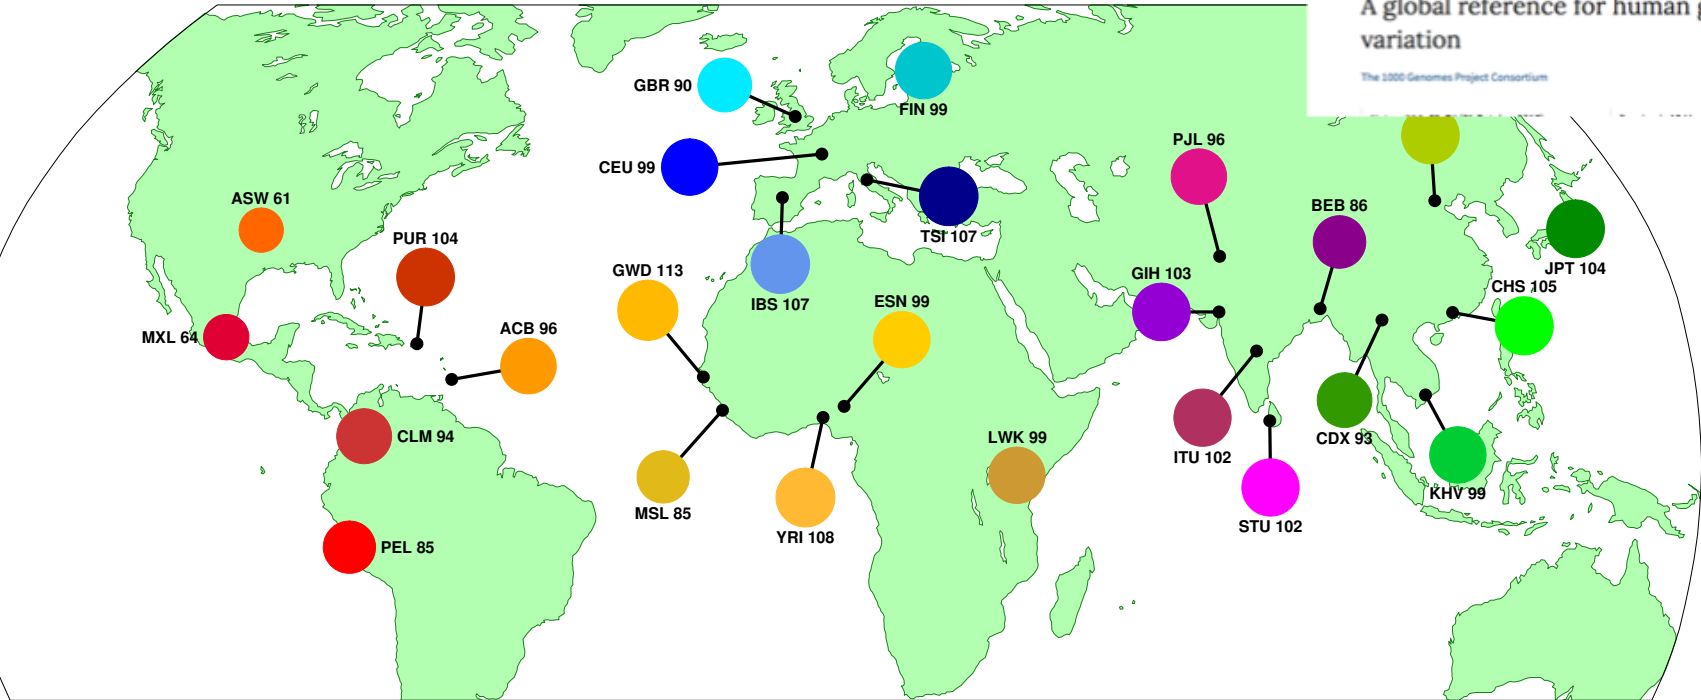 A global reference for human g
variation
The 1000 Genomes Project Consortium
GBR 90
FIN 99
CEU 99
PJL 96
ASW 61
BEB 86
PUR 104
TSI 107
JPT 104
GWD 113
GIH 103
CHS 105
IBS 107
ESN 99
ACB 96
MXL 64
CLM 94
LWK 99
CDX 93
ITU 102
KHV 99
MSL 85
STU 102
YRI 108
PEL 85